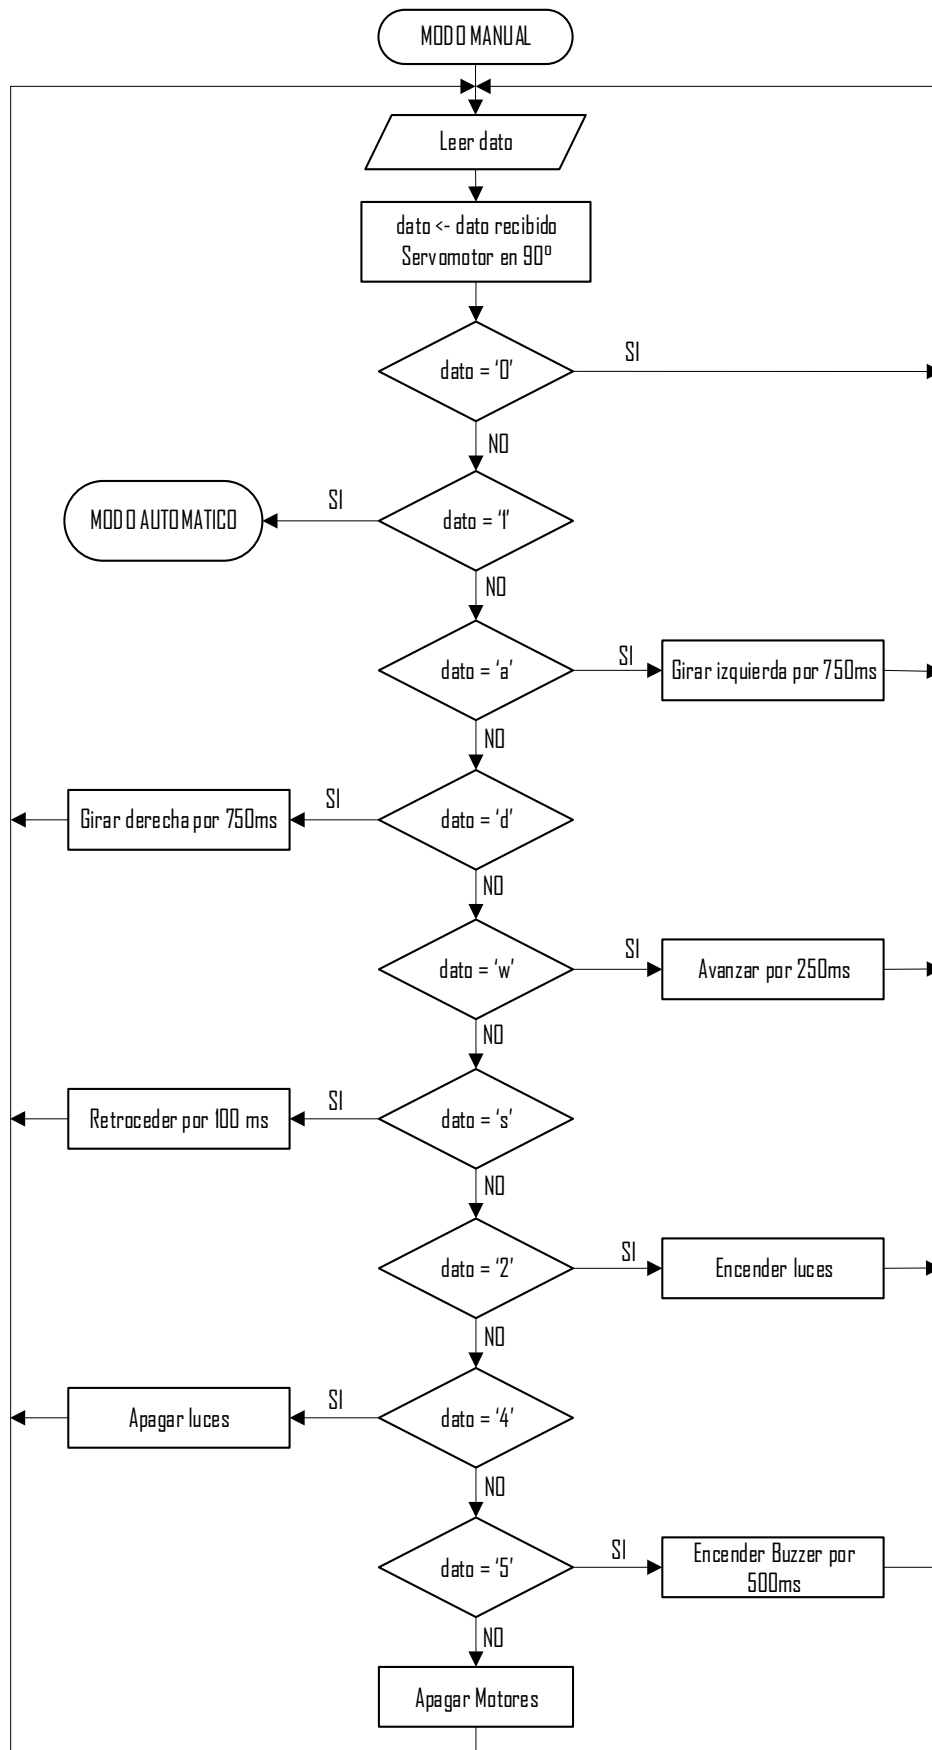 MODO MANUAL
Leer dato
dato <- dato recibido
Servomotor en 90º
dato = ‘0’
SI
NO
dato = ‘1’
SI
MODO AUTOMATICO
NO
dato = ‘a’
SI
Girar izquierda por 750ms
NO
dato = ‘d’
SI
Girar derecha por 750ms
NO
dato = ‘w’
SI
Avanzar por 250ms
NO
dato = ‘s’
SI
Retroceder por 100 ms
NO
dato = ‘2’
SI
Encender luces
NO
dato = ‘4’
SI
Apagar luces
NO
dato = ‘5’
SI
Encender Buzzer por
500ms
NO
Apagar Motores